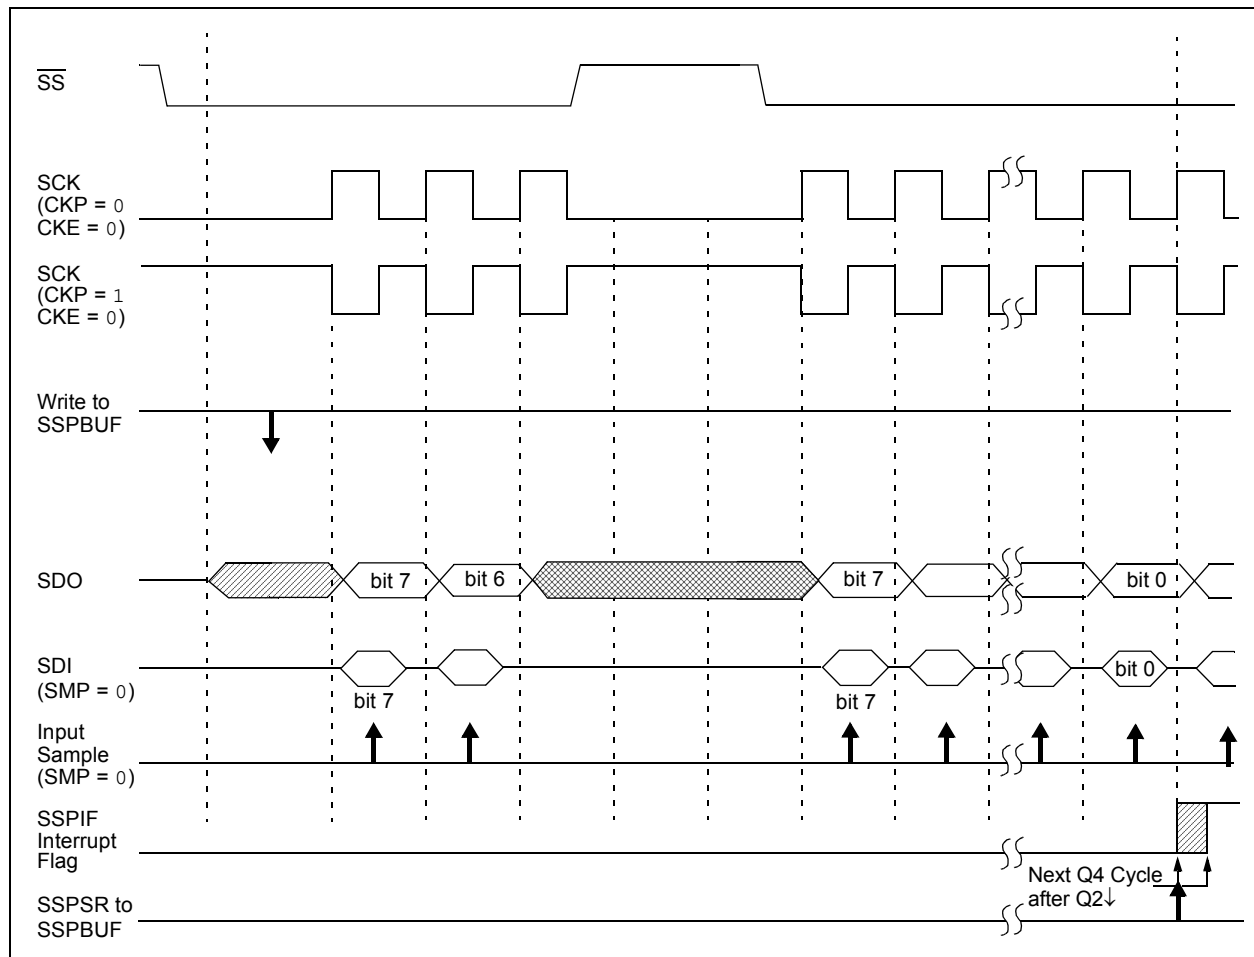 SS
SCK
(CKP = 0
CKE = 0)
SCK
(CKP = 1
CKE = 0)
Write to
SSPBUF
SDO
bit 7
bit 6
bit 7
bit 0
SDI
(SMP = 0)
bit 7
bit 7
bit 0
Input
Sample
(SMP = 0)
SSPIF
Interrupt
Flag
Next Q4 Cycle
after Q2↓
SSPSR to
SSPBUF